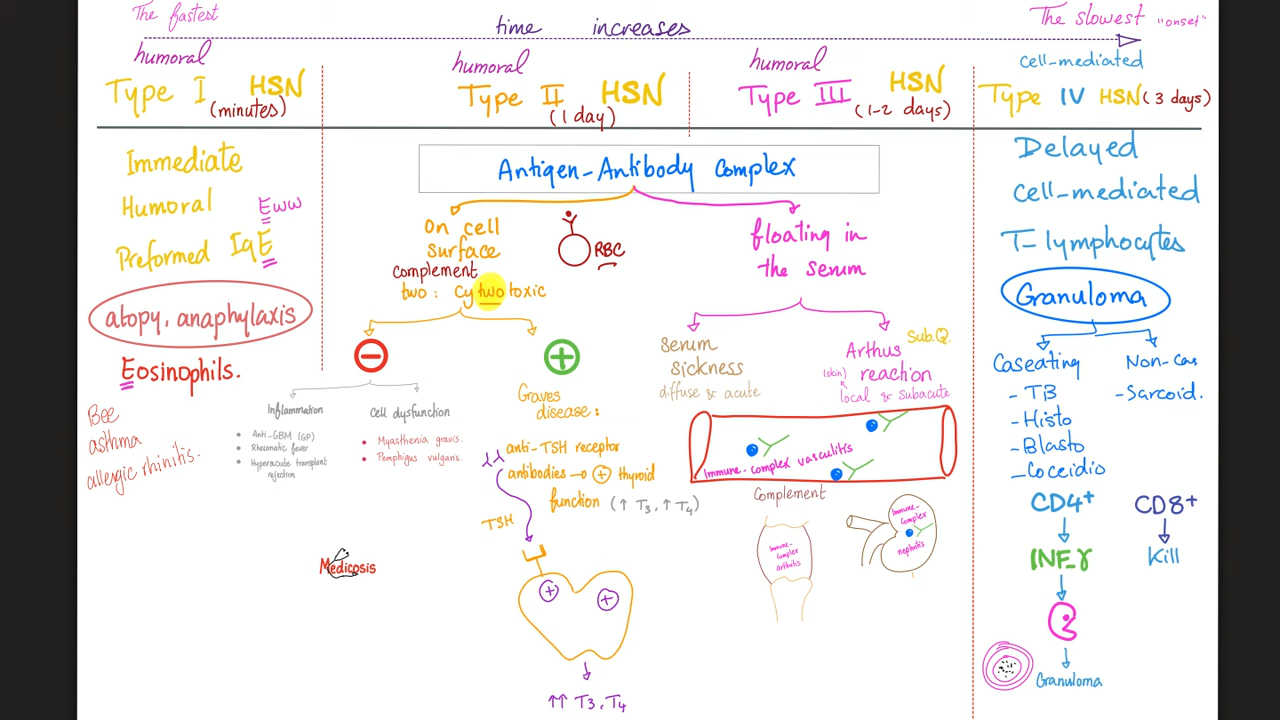 The fastest
time increases
The slowest "onset"
humoral
Type I HSN
(minutes)
humoral
Type II HSN
(1 day)
humoral
Type III HSN
(1-2 days)
cell-mediated
Type IV HSN (3 days)
Immediate
Humoral
Eww
Preformed IgE
atopy, anaphylaxis
Eosinophils.
Bee
asthma
allergic rhinitis.
Antigen-Antibody Complex
On cell
surface
complement
two: Cytwotoxic
RBC
floating in
the serum
Inflammation
Anti-GBM (GP)
Rheumatic fever
Hyperacute transplant
rejection
Cell dysfunction
Myasthenia gravis.
Pemphigus vulgaris.
Graves
disease:
anti-TSH receptor
antibodies → + thyroid
function (↑ T3, ↑ T4)
TSH
+ +
↑↑ T3, T4
Medicosis
Serum
Sickness
diffuse & acute
Sub.Q.
Arthus
(skin) reaction
local & subacute
Immune-complex vasculitis
Complement
Immune-
complex
arthritis
Immune-
complex
nephritis
Delayed
cell-mediated
T-lymphocytes
Granuloma
Caseating
- TB
- Histo
- Blasto
- Coccidio
Non-cas
- Sarcoid.
CD4+
INF-γ
Granuloma
CD8+
Kill